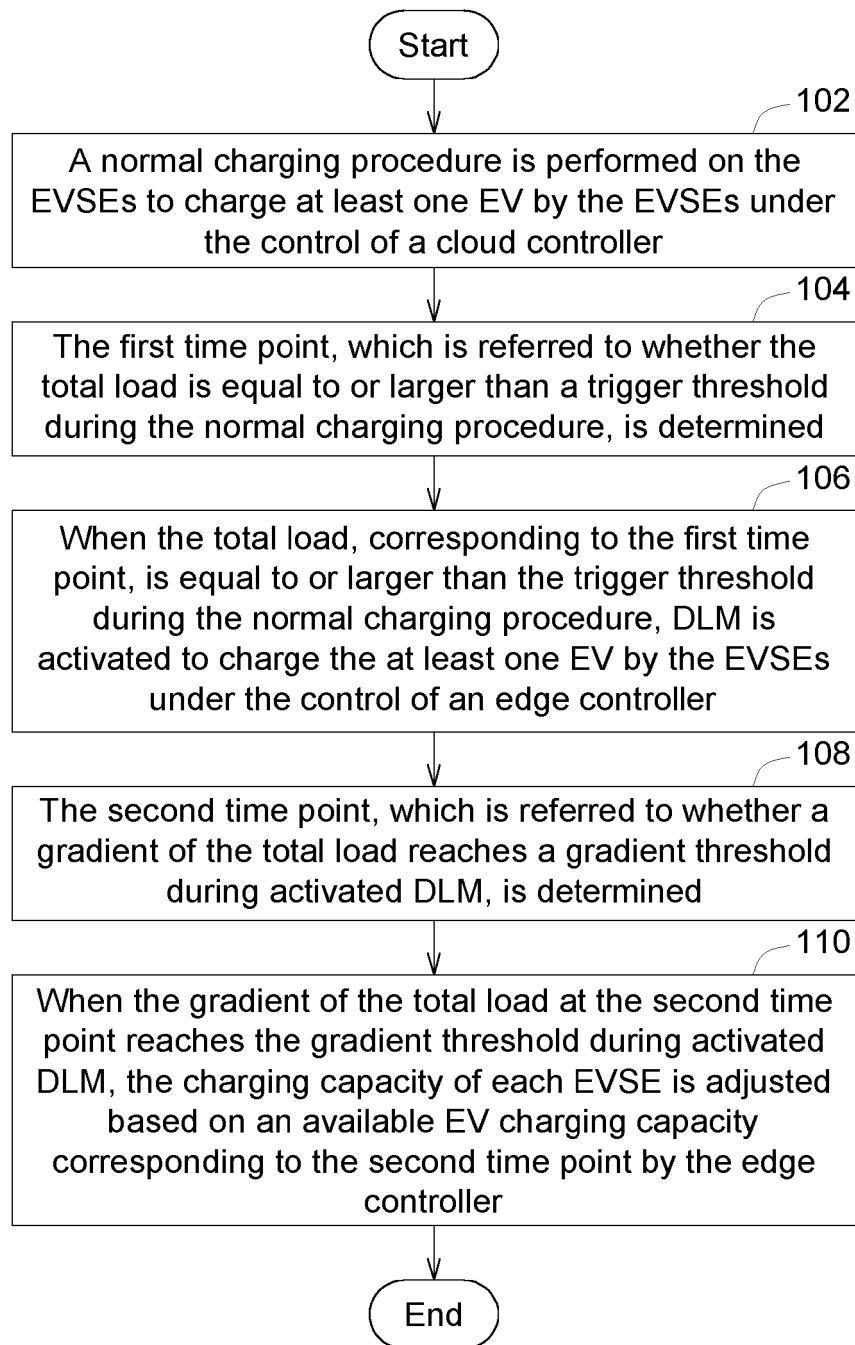 Start
102
A normal charging procedure is performed on the
EVSEs to charge at least one EV by the EVSEs under
the control of a cloud controller
104
The first time point, which is referred to whether the
total load is equal to or larger than a trigger threshold
during the normal charging procedure, is determined
106
When the total load, corresponding to the first time
point, is equal to or larger than the trigger threshold
during the normal charging procedure, DLM is
activated to charge the at least one EV by the EVSEs
under the control of an edge controller
108
The second time point, which is referred to whether a
gradient of the total load reaches a gradient threshold
during activated DLM, is determined
110
When the gradient of the total load at the second time
point reaches the gradient threshold during activated
DLM, the charging capacity of each EVSE is adjusted
based on an available EV charging capacity
corresponding to the second time point by the edge
controller
End